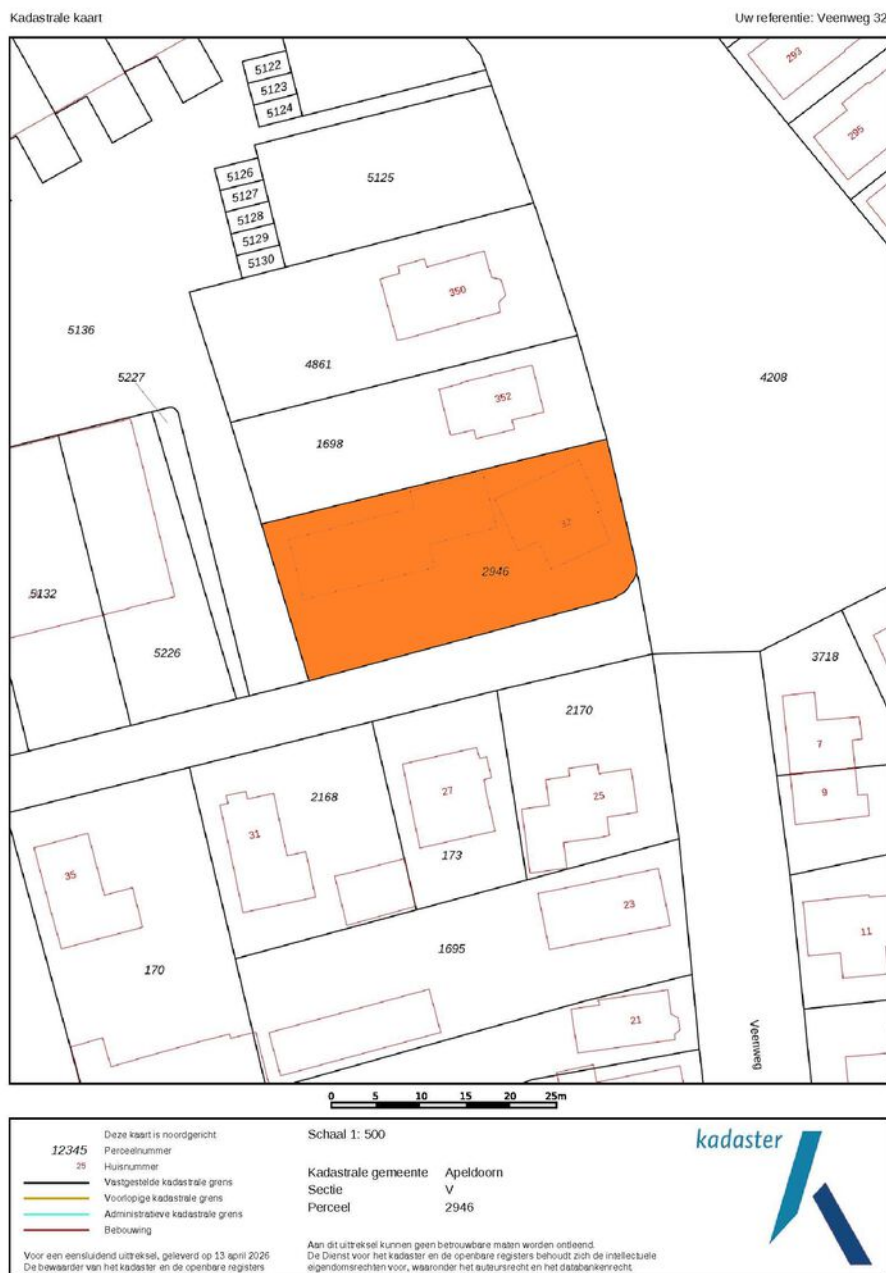 Kadastrale kaart
Uw referentie: Veenweg 32
5122
5123
5124
293
295
5126
5127
5128
5129
5130
5125
350
5136
4861
5227
4208
352
1698
32
2946
5132
5226
3718
2170
7
2168
27
25
9
31
173
35
23
11
1695
170
21
Veenweg
0 5 10 15 20 25m
Deze kaart is noordgericht
12345 Perceelnummer
25 Huisnummer
Vastgestelde kadastrale grens
Voorlopige kadastrale grens
Administratieve kadastrale grens
Bebouwing
Voor een eensluidend uittreksel, geleverd op 13 april 2026
De bewaarder van het kadaster en de openbare registers
Schaal 1: 500
Kadastrale gemeente Apeldoorn
Sectie V
Perceel 2946
Aan dit uittreksel kunnen geen betrouwbare maten worden ontleend.
De Dienst voor het kadaster en de openbare registers behoudt zich de intellectuele
eigendomsrechten voor, waaronder het auteursrecht en het databankenrecht.
kadaster